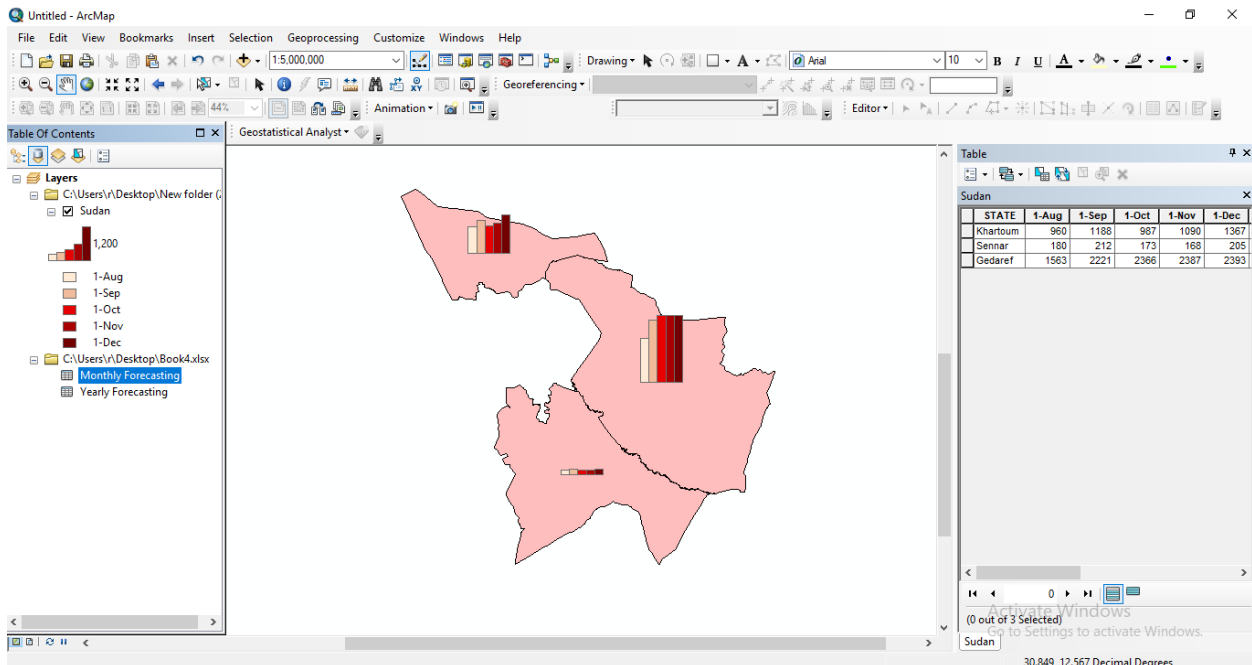 Untitled - ArcMap
File Edit View Bookmarks Insert Selection Geoprocessing Customize Windows Help
1:5,000,000 Drawing Arial 10 B I U A
Georeferencing
44% Animation Editor
Table Of Contents
Geostatistical Analyst
Layers
C:\Users\r\Desktop\New folder (
Sudan
1,200
1-Aug
1-Sep
1-Oct
1-Nov
1-Dec
C:\Users\r\Desktop\Book4.xlsx
Monthly Forecasting
Yearly Forecasting
Table
Sudan
STATE 1-Aug 1-Sep 1-Oct 1-Nov 1-Dec
Khartoum 960 1188 987 1090 1367
Sennar 180 212 173 168 205
Gedaref 1563 2221 2366 2387 2393
0
(0 out of 3 Selected)
Activate Windows
Go to Settings to activate Windows.
Sudan
30.849 12.567 Decimal Degrees